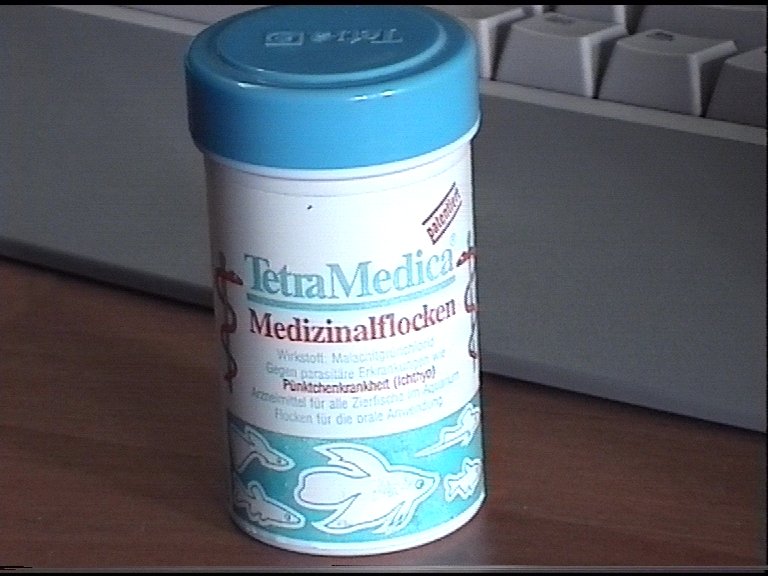 Tetra
patentiert
TetraMedica®
Medizinalflocken
Wirkstoff: Malachitgrünoxalat
Gegen parasitäre Erkrankungen wie
Pünktchenkrankheit (Ichthyo)
Arzneimittel für alle Zierfische im Aquarium
Flocken für die orale Anwendung